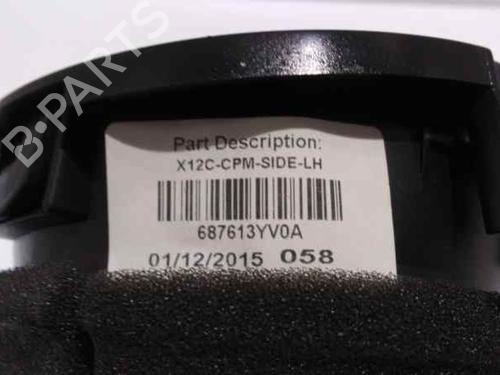 B-PARTS
Part Description:
X12C-CPM-SIDE-LH
687613YV0A
01/12/2015 058